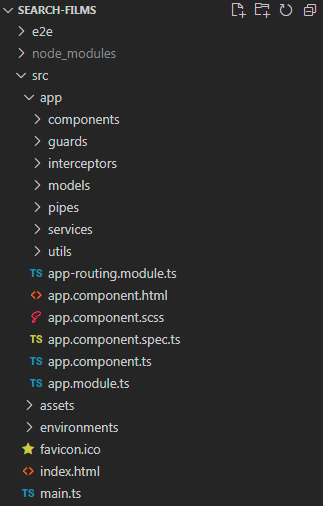 SEARCH-FILMS
e2e
node_modules
src
app
components
guards
interceptors
models
pipes
services
utils
TS app-routing.module.ts
<> app.component.html
app.component.scss
TS app.component.spec.ts
TS app.component.ts
TS app.module.ts
assets
environments
favicon.ico
<> index.html
TS main.ts